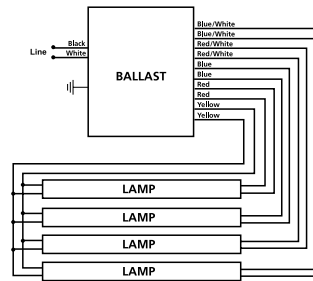 Blue/White
Blue/White
Red/White
Red/White
Blue
Blue
Red
Red
Yellow
Yellow
Line
Black
White
BALLAST
LAMP
LAMP
LAMP
LAMP